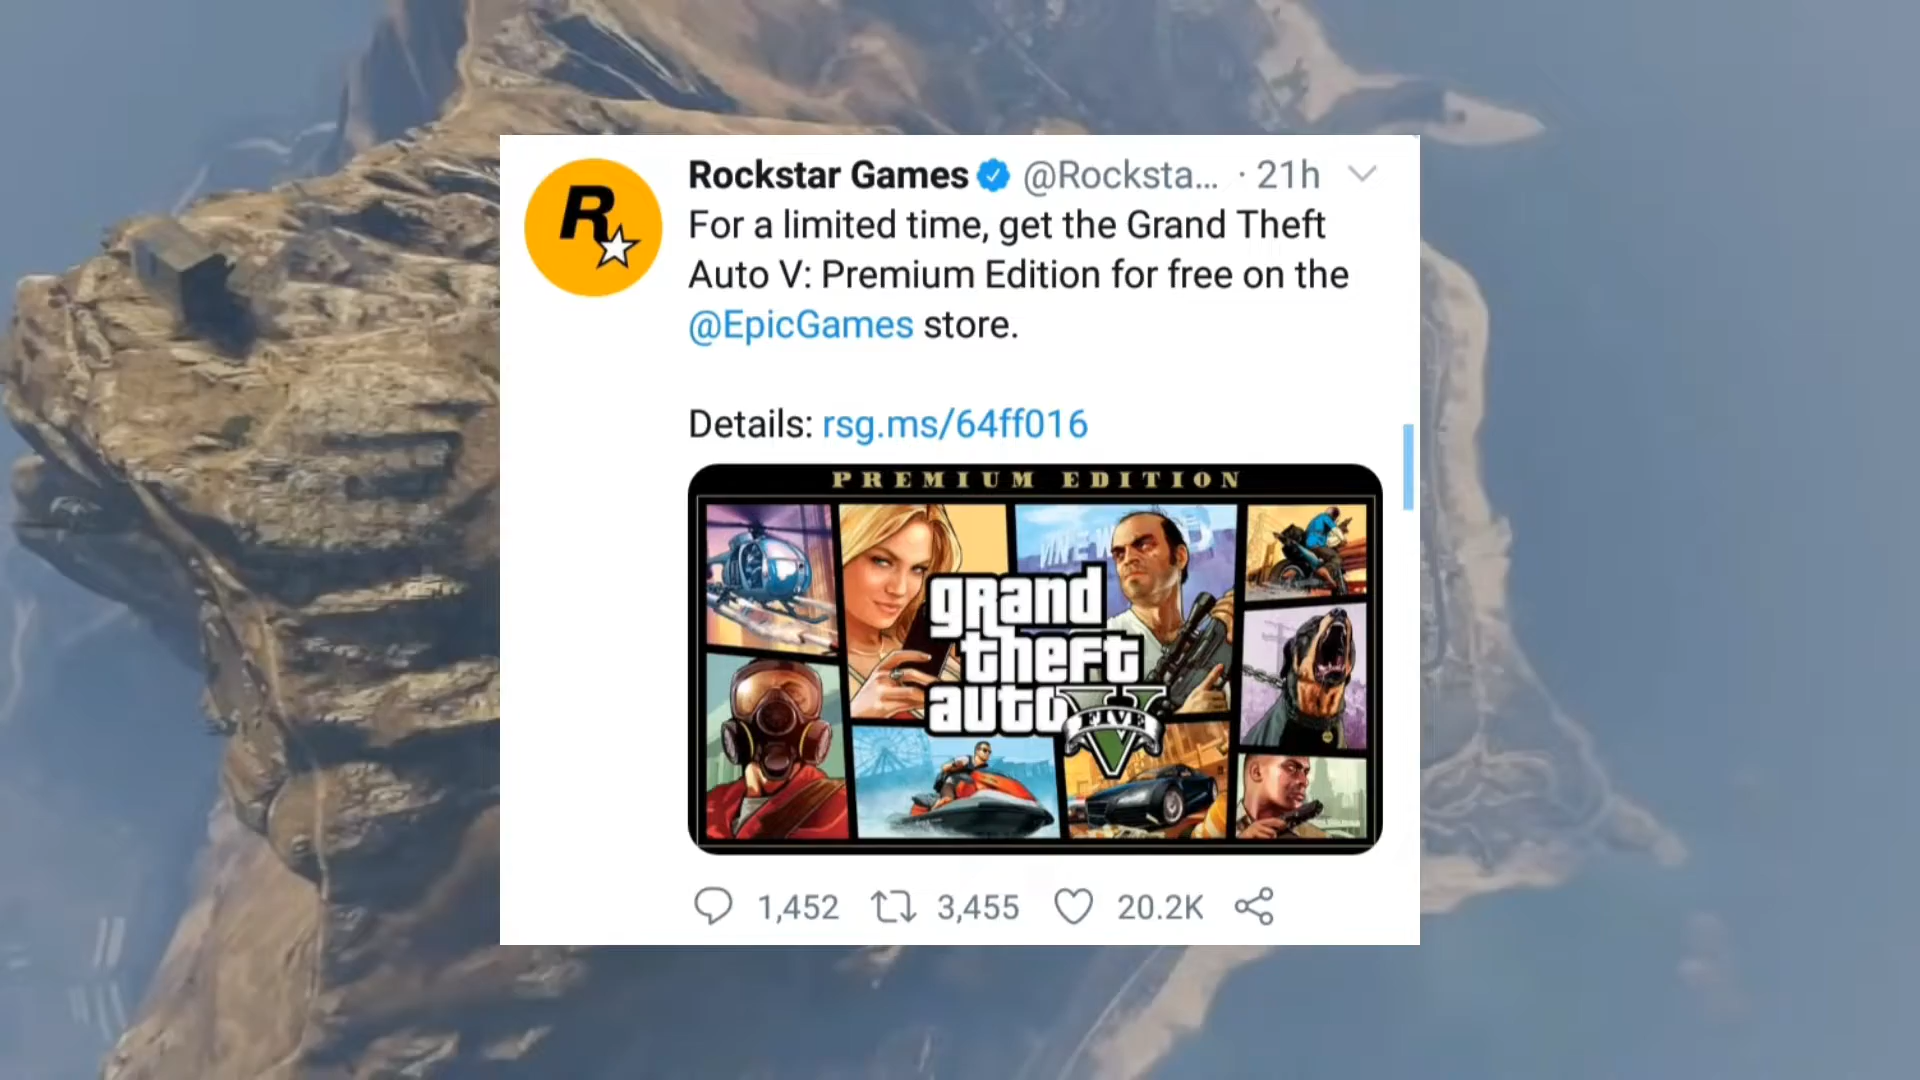 Rockstar Games @Rocksta... · 21h
For a limited time, get the Grand Theft
Auto V: Premium Edition for free on the
@EpicGames store.
Details: rsg.ms/64ff016
PREMIUM EDITION
grand
theft
auto V
FIVE
1,452 3,455 20.2K